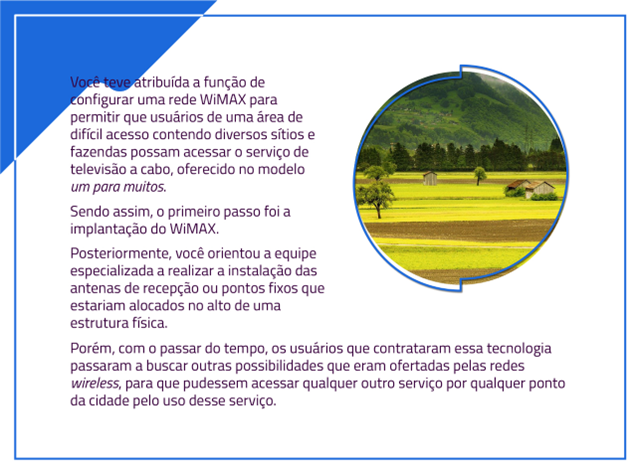 Você teve atribuída a função de
configurar uma rede WiMAX para
permitir que usuários de uma área de
difícil acesso contendo diversos sítios e
fazendas possam acessar o serviço de
televisão a cabo, oferecido no modelo
um para muitos.
Sendo assim, o primeiro passo foi a
implantação do WiMAX.
Posteriormente, você orientou a equipe
especializada a realizar a instalação das
antenas de recepção ou pontos fixos que
estariam alocados no alto de uma
estrutura física.
Porém, com o passar do tempo, os usuários que contrataram essa tecnologia
passaram a buscar outras possibilidades que eram ofertadas pelas redes
wireless, para que pudessem acessar qualquer outro serviço por qualquer ponto
da cidade pelo uso desse serviço.